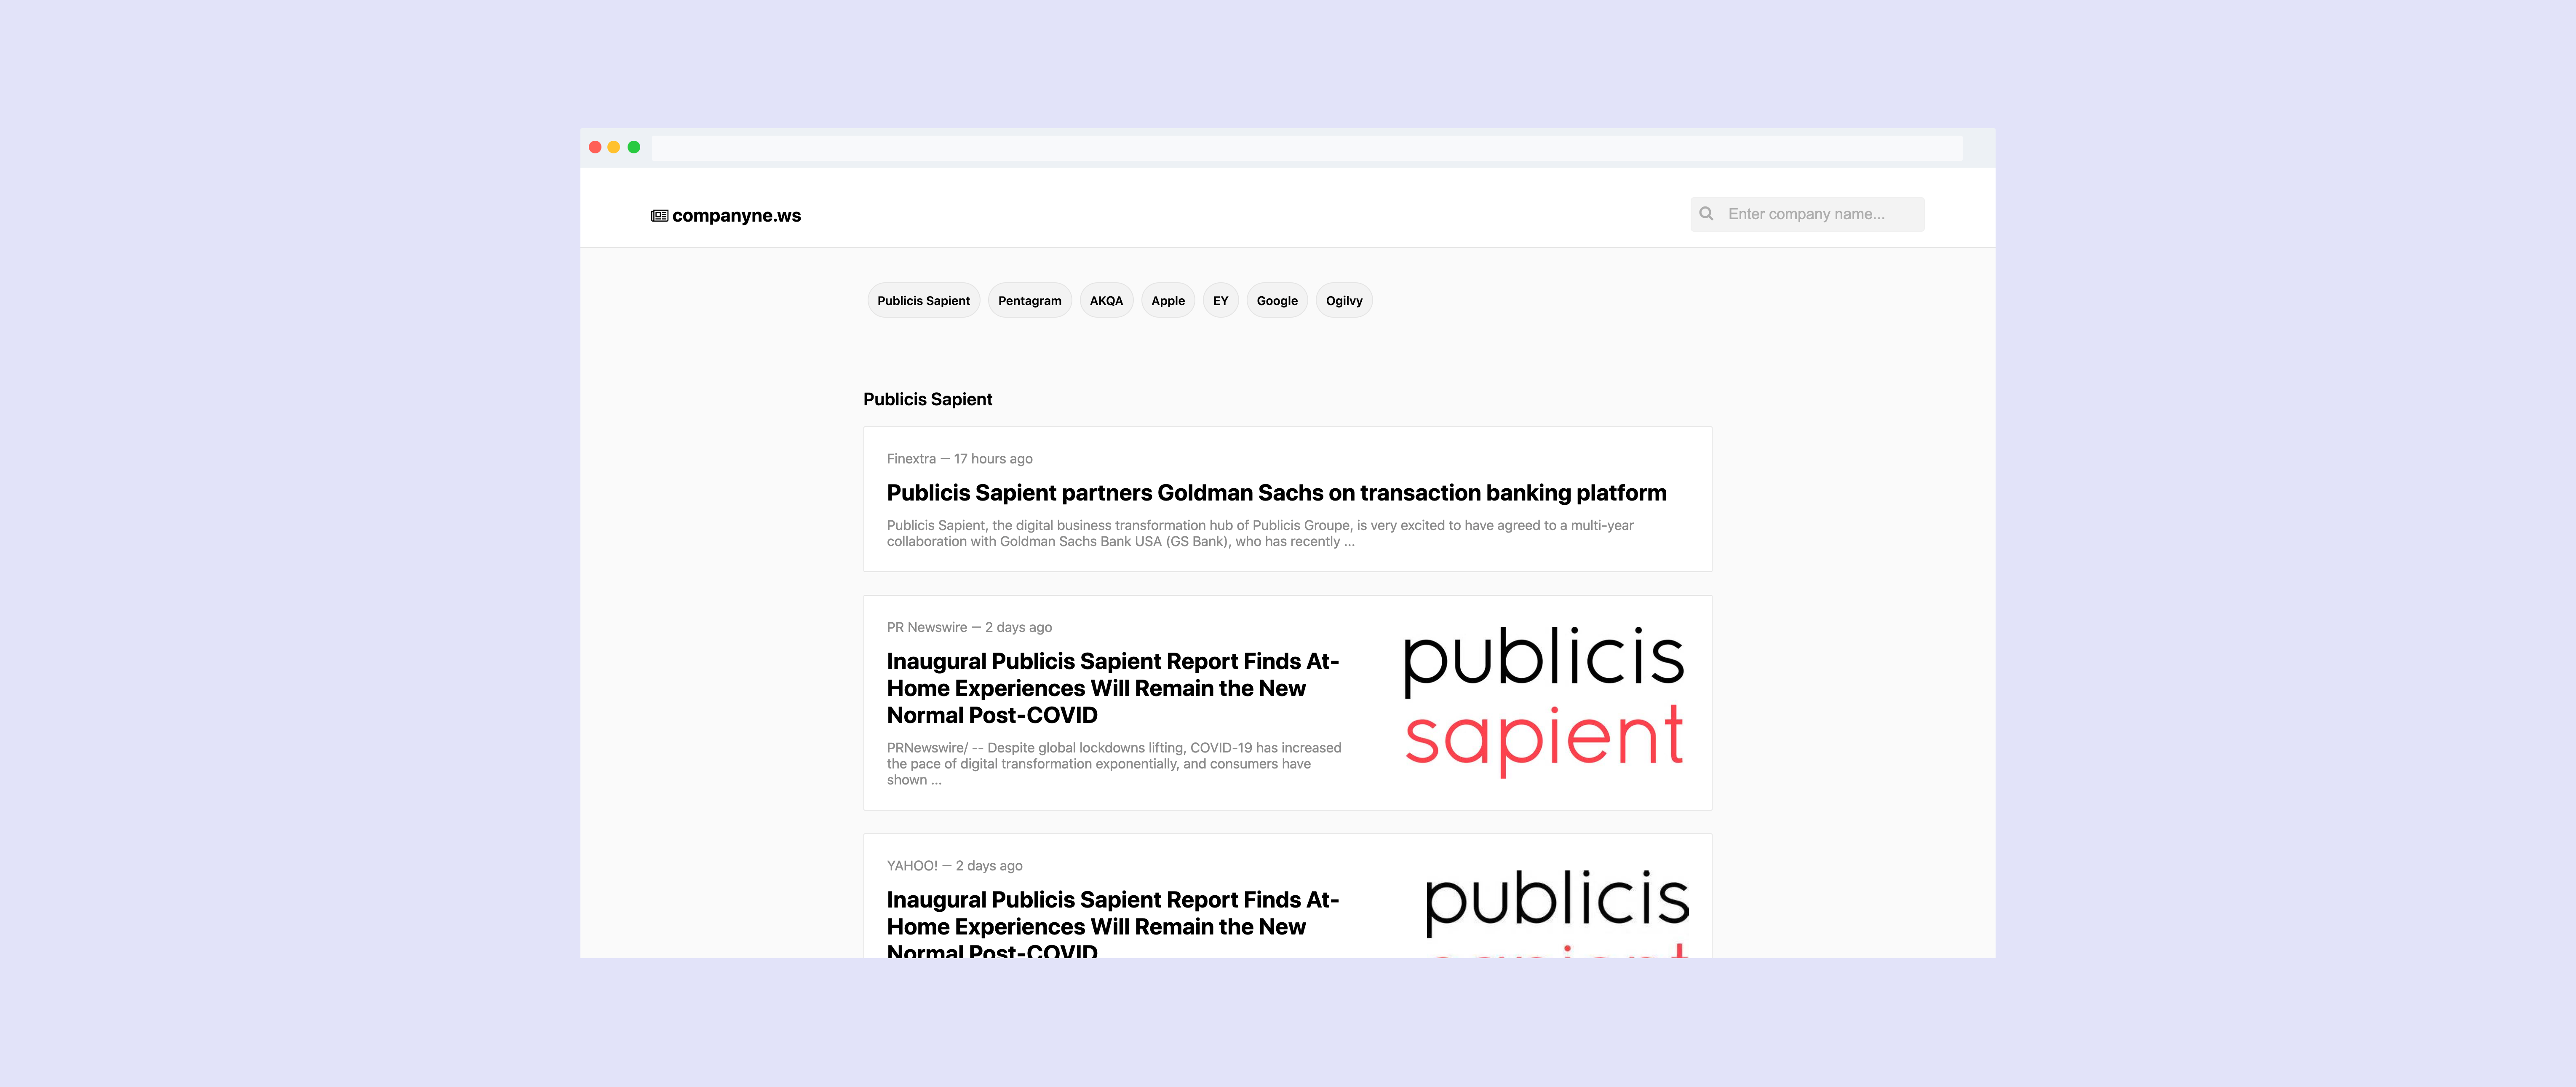 companyne.ws
Enter company name...
Publicis Sapient
Pentagram
AKQA
Apple
EY
Google
Ogilvy
Publicis Sapient
Finextra — 17 hours ago
Publicis Sapient partners Goldman Sachs on transaction banking platform
Publicis Sapient, the digital business transformation hub of Publicis Groupe, is very excited to have agreed to a multi-year
collaboration with Goldman Sachs Bank USA (GS Bank), who has recently ...
PR Newswire — 2 days ago
Inaugural Publicis Sapient Report Finds At-
Home Experiences Will Remain the New
Normal Post-COVID
PRNewswire/ -- Despite global lockdowns lifting, COVID-19 has increased
the pace of digital transformation exponentially, and consumers have
shown ...
publicis
sapient
YAHOO! — 2 days ago
Inaugural Publicis Sapient Report Finds At-
Home Experiences Will Remain the New
Normal Post-COVID
publicis